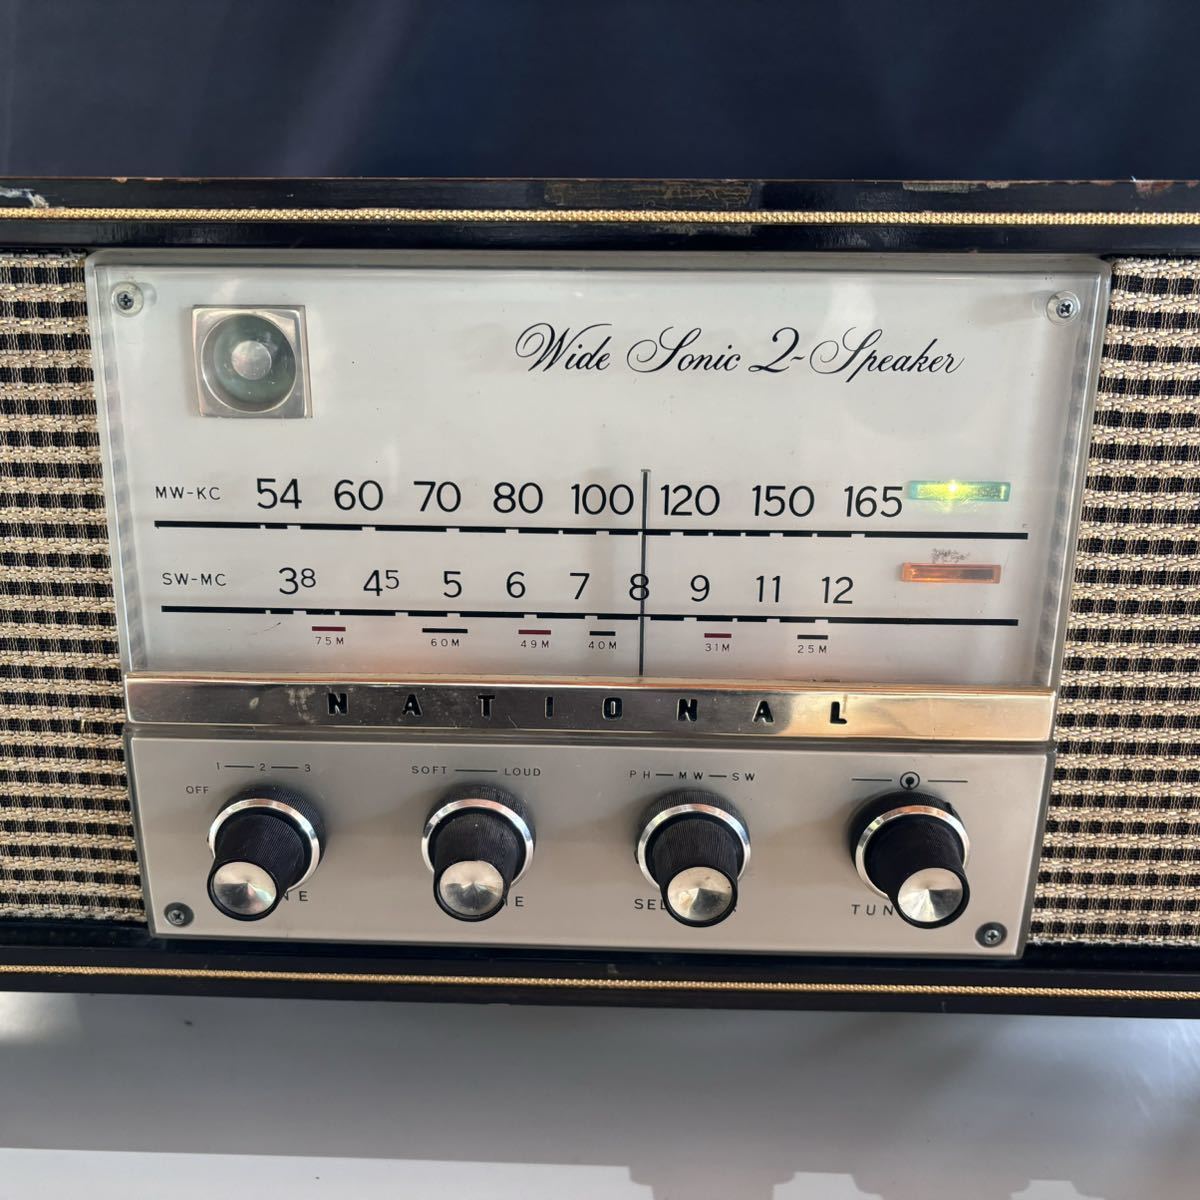 Wide Sonic 2-Speaker
MW-KC 54 60 70 80 100 120 150 165
SW-MC 38 45 5 6 7 8 9 11 12
75M 60M 49M 40M 31M 25M
NATIONAL
OFF 1 2 3
SOFT LOUD
PH MW SW